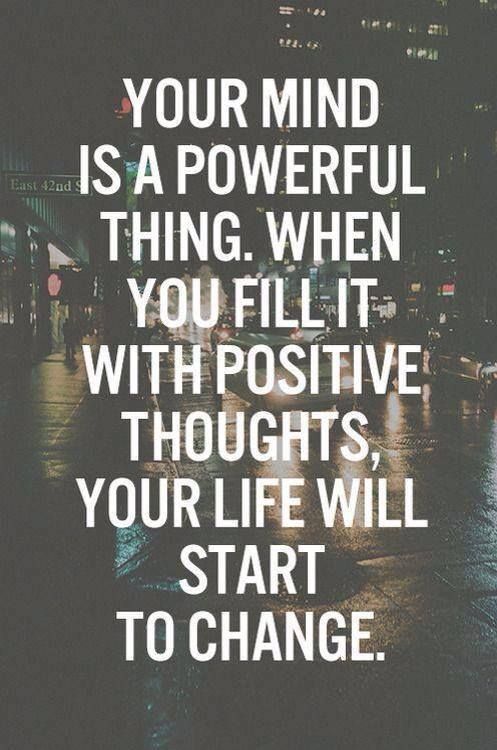 YOUR MIND
IS A POWERFUL
THING. WHEN
YOU FILL IT
WITH POSITIVE
THOUGHTS,
YOUR LIFE WILL
START
TO CHANGE.
East 42nd S